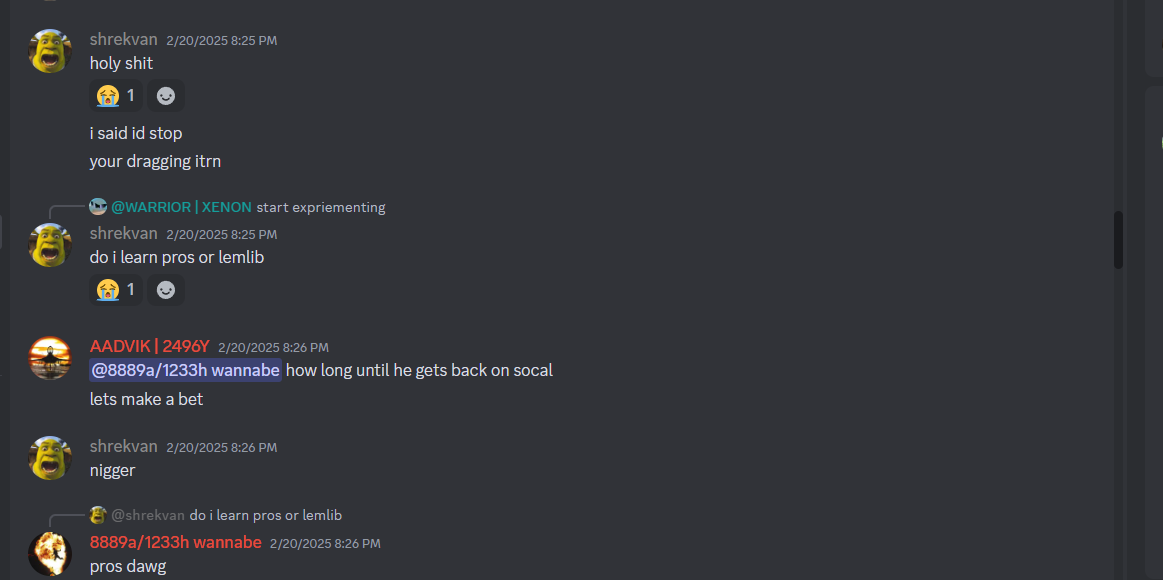 shrekvan 2/20/2025 8:25 PM
holy shit
1
i said id stop
your dragging itrn
@WARRIOR | XENON start expriementing
shrekvan 2/20/2025 8:25 PM
do i learn pros or lemlib
1
AADVIK | 2496Y 2/20/2025 8:26 PM
@8889a/1233h wannabe how long until he gets back on socal
lets make a bet
shrekvan 2/20/2025 8:26 PM
nigger
@shrekvan do i learn pros or lemlib
8889a/1233h wannabe 2/20/2025 8:26 PM
pros dawg